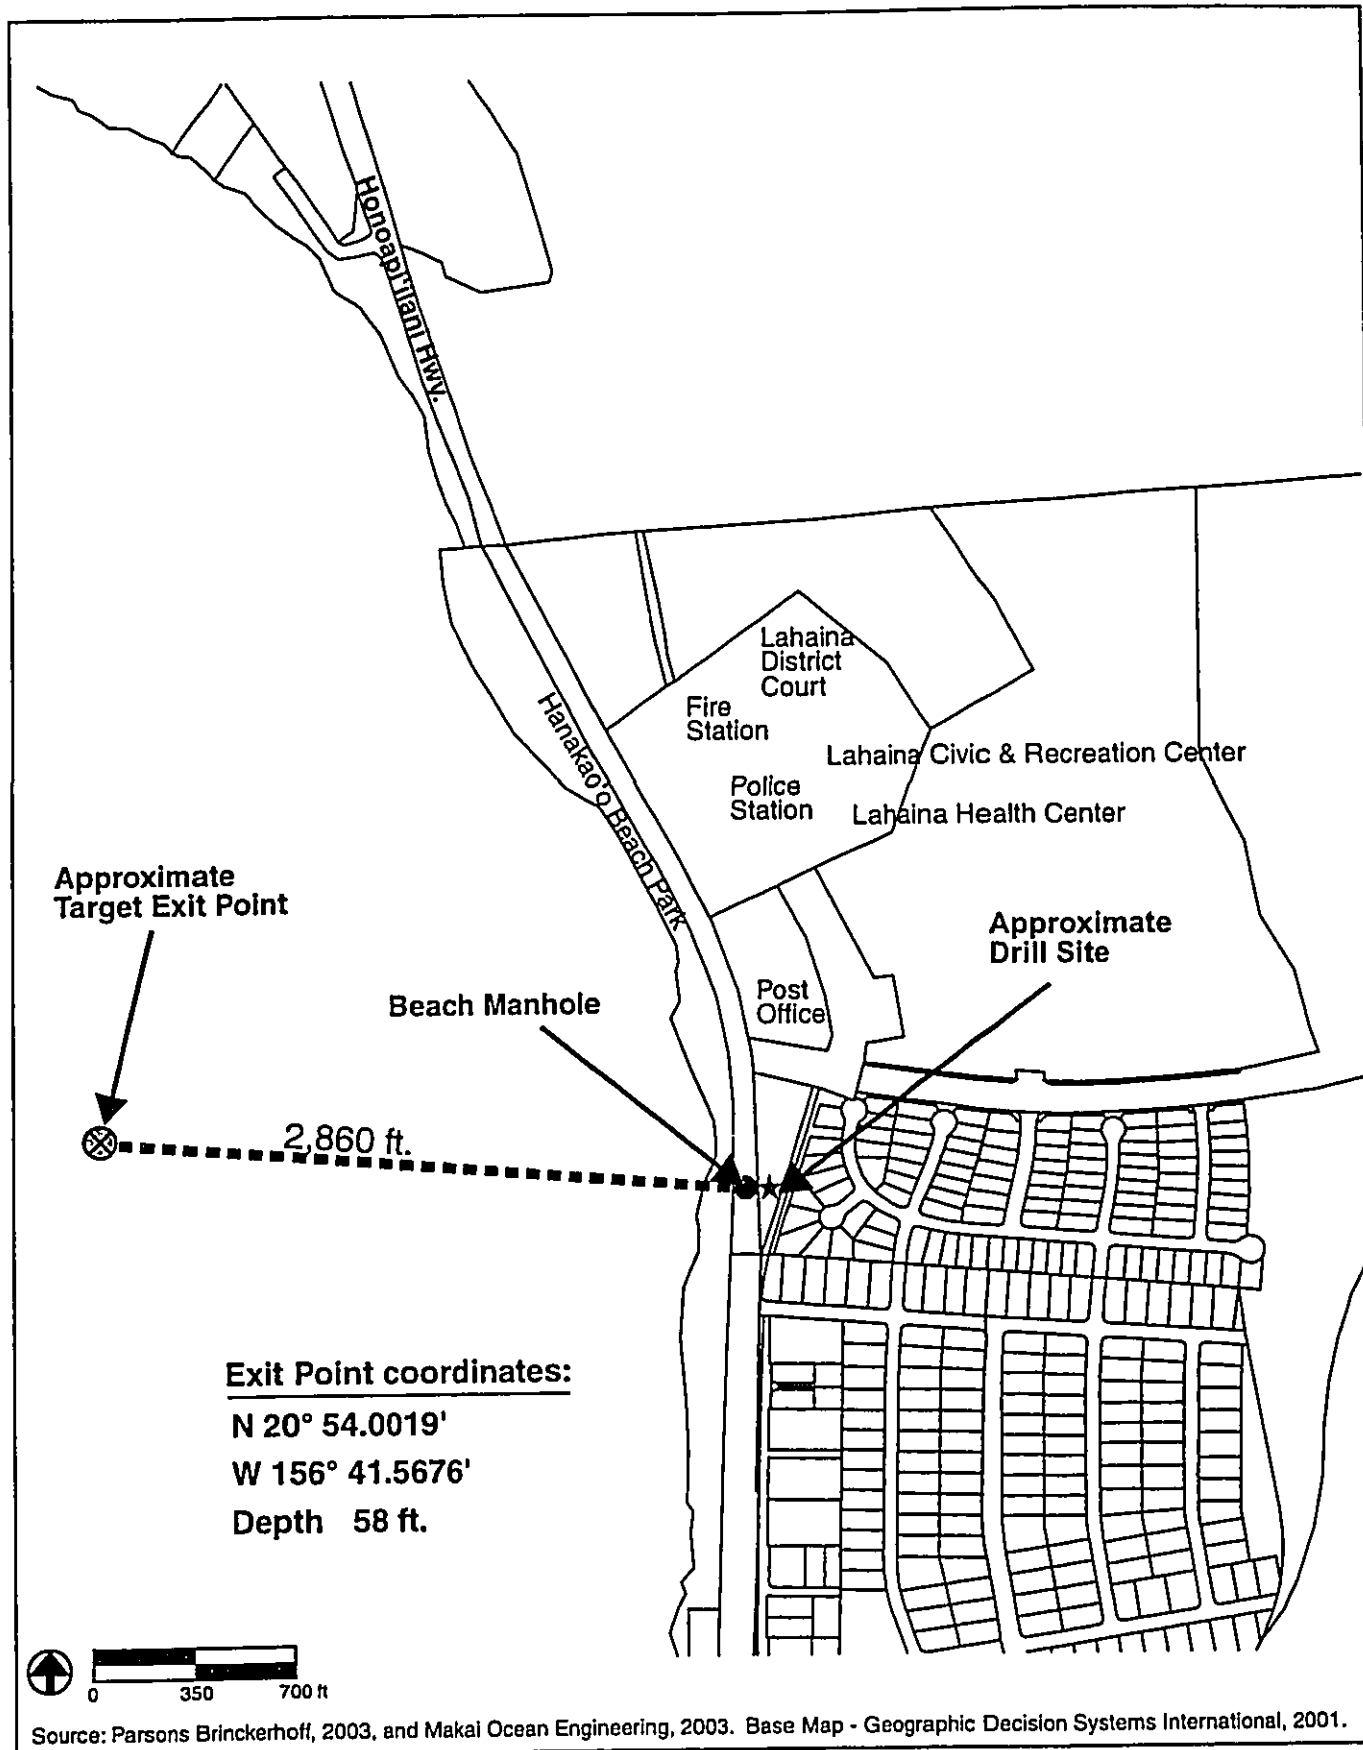 Honoapi'ilani Hwy.
Lahaina
District
Court
Fire
Station
Hanakao'o Beach Park
Lahaina Civic & Recreation Center
Police
Station
Lahaina Health Center
Approximate
Target Exit Point
Approximate
Drill Site
Beach Manhole
Post
Office
2,860 ft.
Exit Point coordinates:
N 20° 54.0019'
W 156° 41.5676'
Depth 58 ft.
0 350 700 ft
Source: Parsons Brinckerhoff, 2003, and Makai Ocean Engineering, 2003. Base Map - Geographic Decision Systems International, 2001.